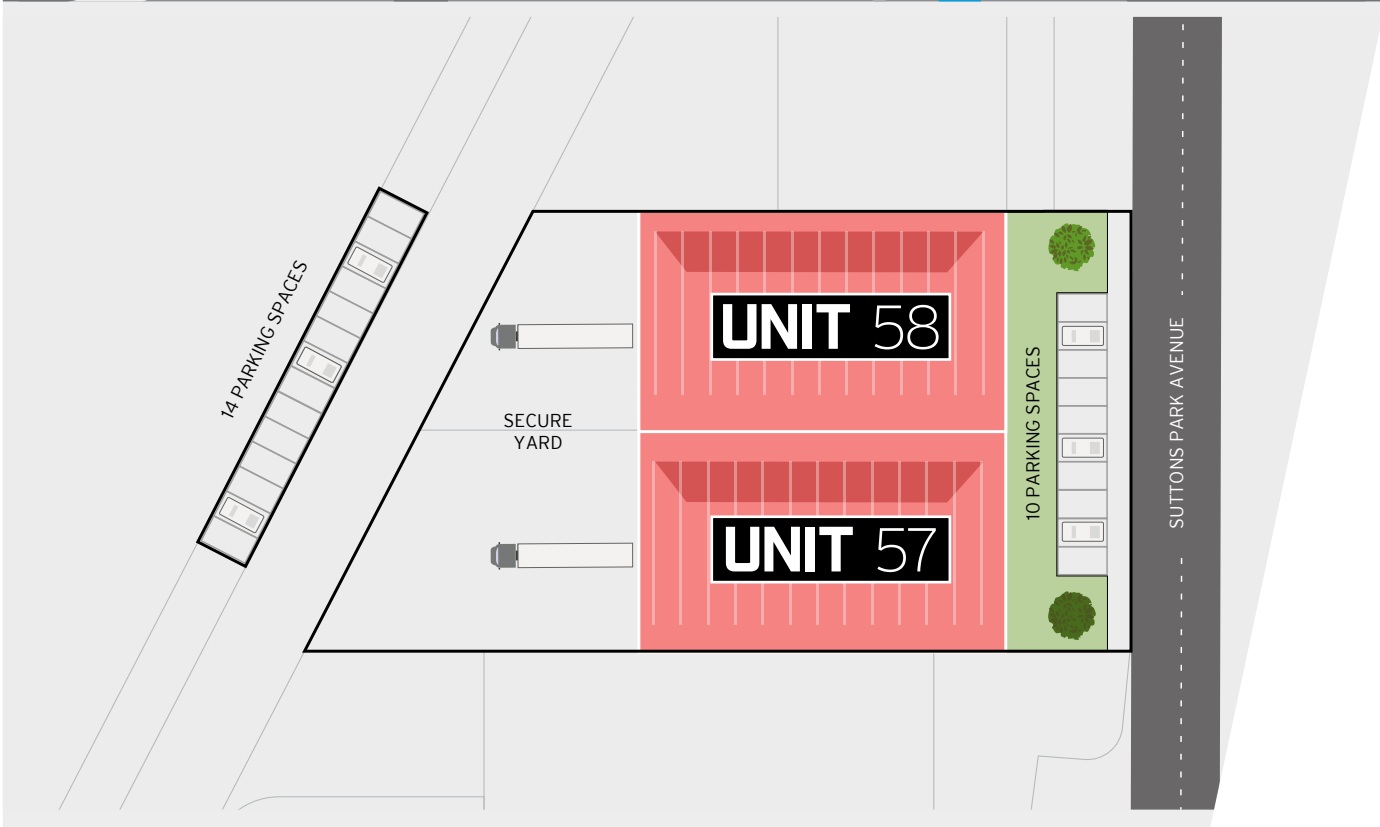 14 PARKING SPACES
UNIT 58
SECURE
YARD
UNIT 57
10 PARKING SPACES
SUTTONS PARK AVENUE